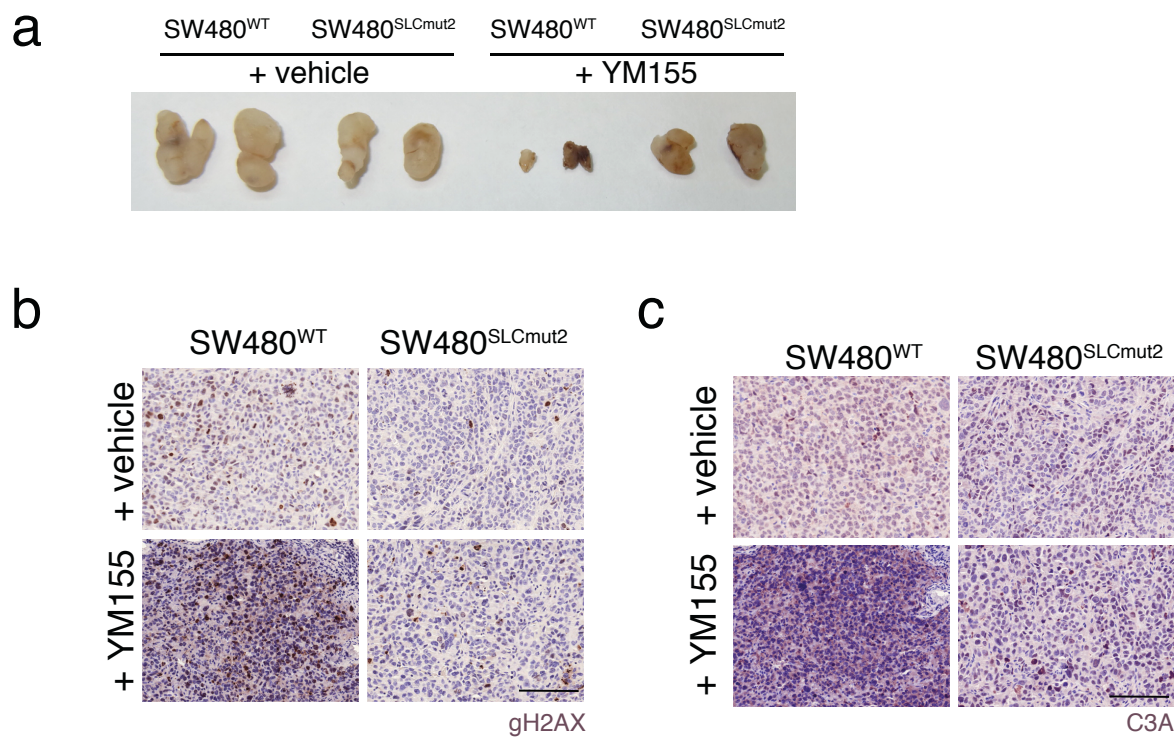 a
SW480WT SW480SLCmut2 SW480WT SW480SLCmut2
+ vehicle + YM155
b
SW480WT SW480SLCmut2
+ vehicle
+ YM155
gH2AX
c
SW480WT SW480SLCmut2
+ vehicle
+ YM155
C3A